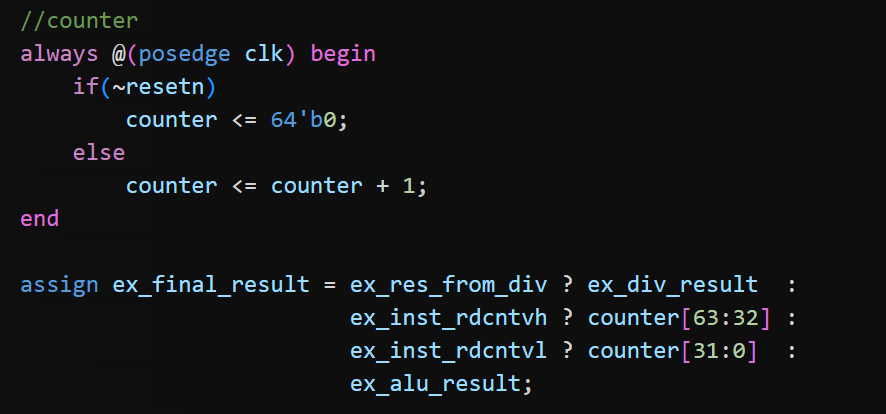 //counter
always @(posedge clk) begin
    if(~resetn)
        counter <= 64'b0;
    else
        counter <= counter + 1;
end

assign ex_final_result = ex_res_from_div ? ex_div_result  :
                         ex_inst_rdcntvh ? counter[63:32] :
                         ex_inst_rdcntvl ? counter[31:0]  :
                         ex_alu_result;